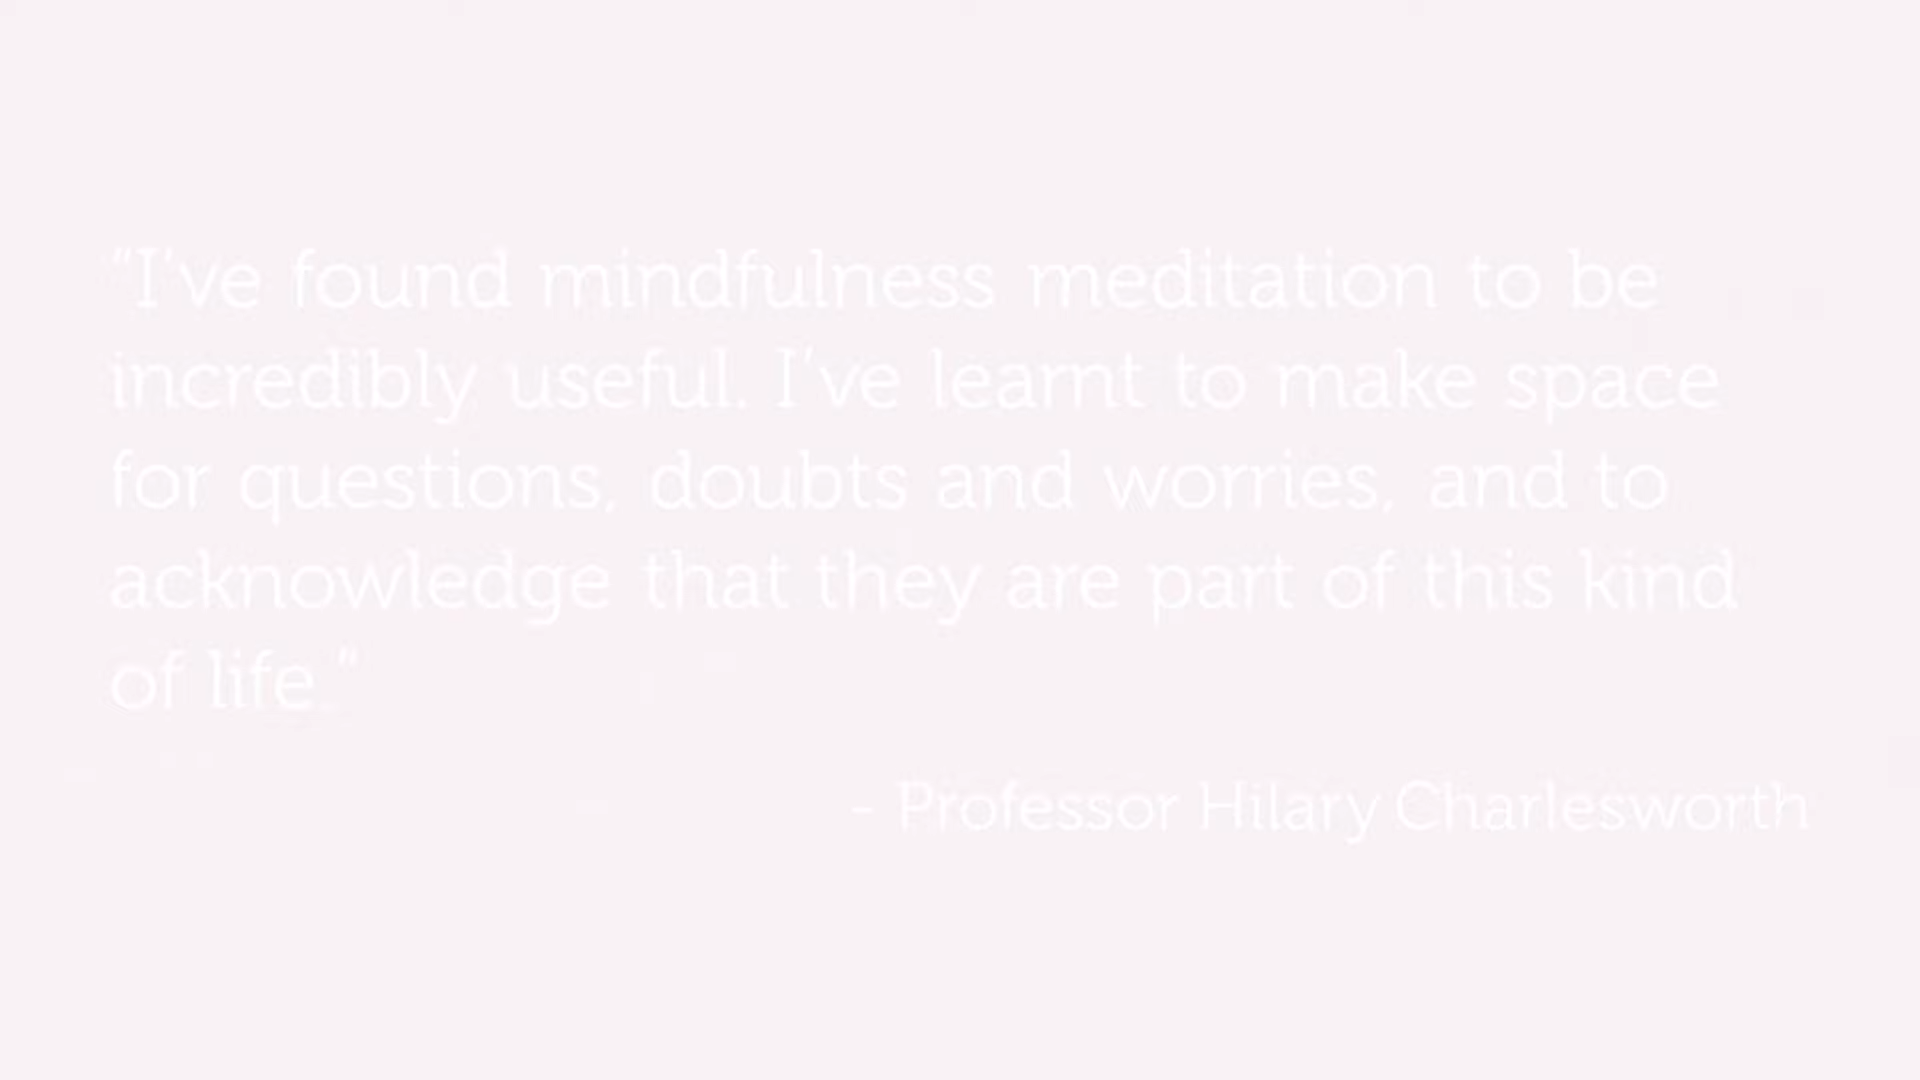 "I've found mindfulness meditation to be
incredibly useful. I've learnt to make space
for questions, doubts and worries, and to
acknowledge that they are part of this kind
of life."
- Professor Hilary Charlesworth